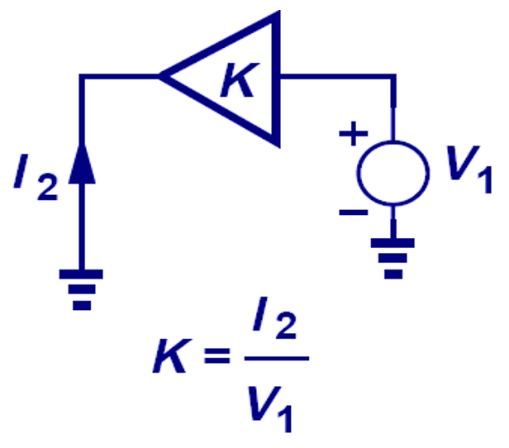 K
I2
+
−
V1
K = I2 / V1